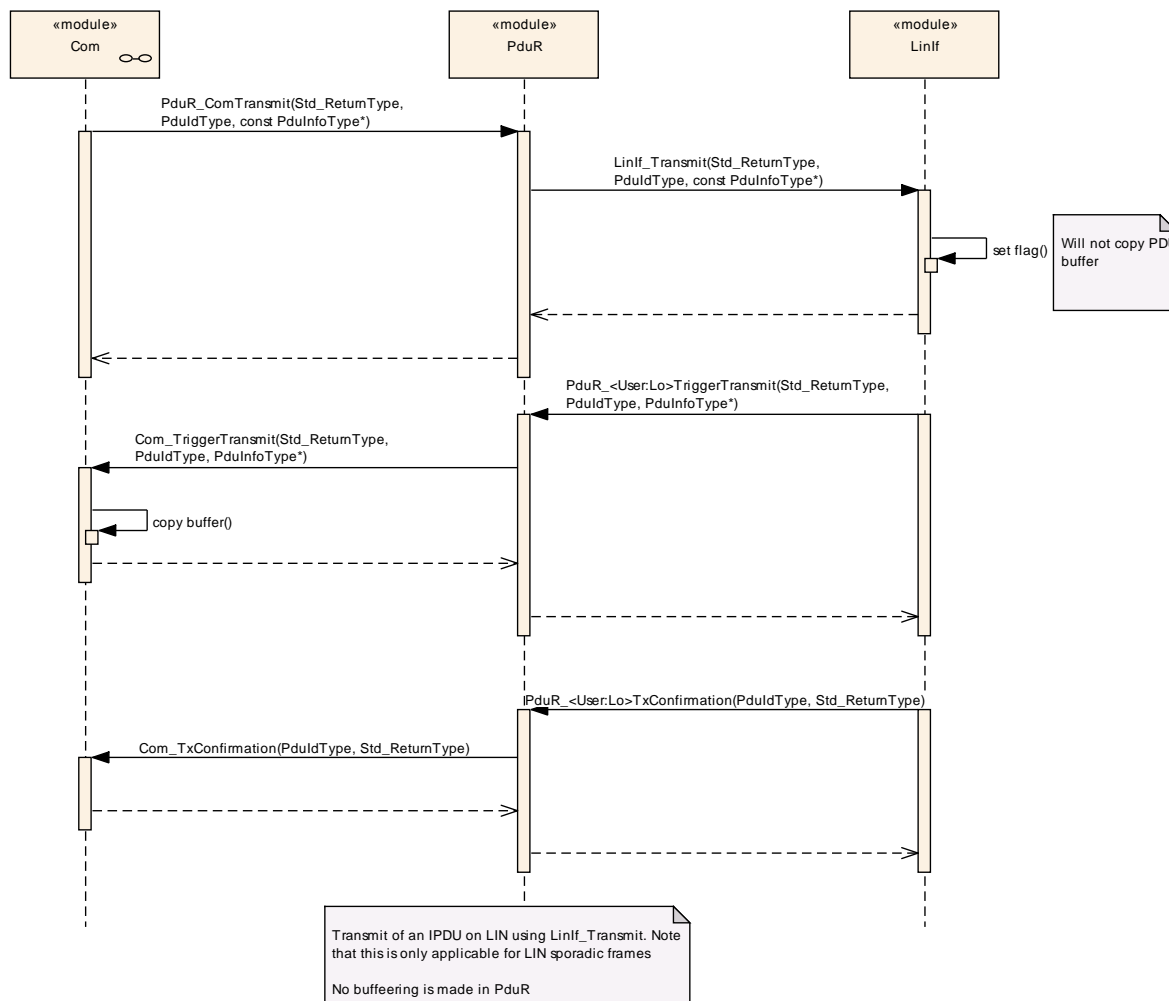 «module»
Com
«module»
PduR
«module»
LinIf
PduR_ComTransmit(Std_ReturnType,
PduIdType, const PduInfoType*)
LinIf_Transmit(Std_ReturnType,
PduIdType, const PduInfoType*)
set flag()
Will not copy PDU
buffer
PduR_<User:Lo>TriggerTransmit(Std_ReturnType,
PduIdType, PduInfoType*)
Com_TriggerTransmit(Std_ReturnType,
PduIdType, PduInfoType*)
copy buffer()
PduR_<User:Lo>TxConfirmation(PduIdType, Std_ReturnType)
Com_TxConfirmation(PduIdType, Std_ReturnType)
Transmit of an IPDU on LIN using LinIf_Transmit. Note
that this is only applicable for LIN sporadic frames
No buffeering is made in PduR